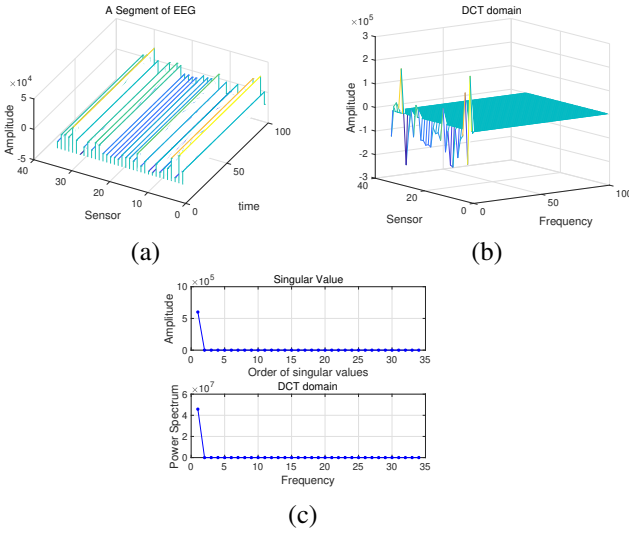 A Segment of EEG
×10^4
5
0
-5
Amplitude
40
30
20
10
0
Sensor
0
50
100
time
(a)
DCT domain
×10^5
3
2
1
0
-1
-2
-3
Amplitude
40
20
0
Sensor
0
50
100
Frequency
(b)
Singular Value
×10^5
10
5
0
Amplitude
0 5 10 15 20 25 30 35
Order of singular values
DCT domain
×10^7
6
4
2
0
Power Spectrum
0 5 10 15 20 25 30 35
Frequency
(c)